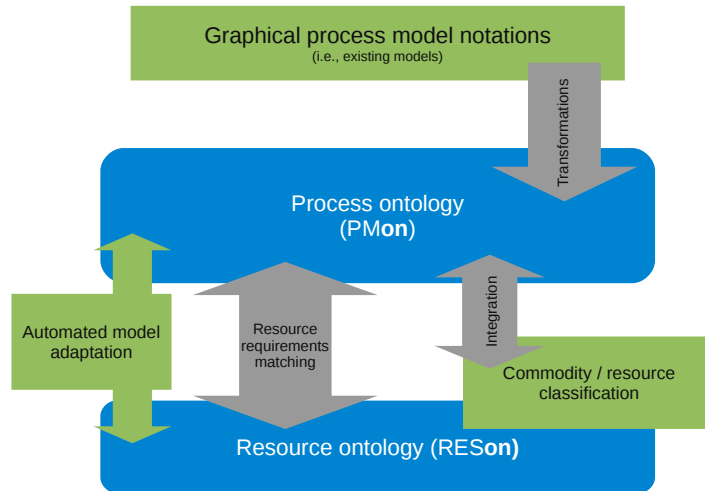 Graphical process model notations
(i.e., existing models)
Transformations
Process ontology
(PMon)
Automated model
adaptation
Resource
requirements
matching
Integration
Commodity / resource
classification
Resource ontology (RESon)